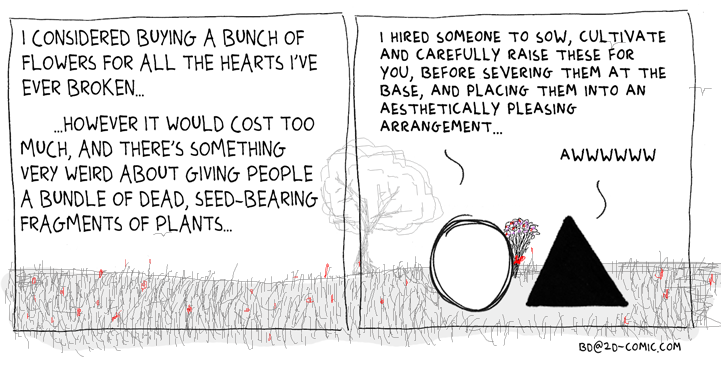 I CONSIDERED BUYING A BUNCH OF
FLOWERS FOR ALL THE HEARTS I'VE
EVER BROKEN...
...HOWEVER IT WOULD COST TOO
MUCH, AND THERE'S SOMETHING
VERY WEIRD ABOUT GIVING PEOPLE
A BUNDLE OF DEAD, SEED-BEARING
FRAGMENTS OF PLANTS...
I HIRED SOMEONE TO SOW, CULTIVATE
AND CAREFULLY RAISE THESE FOR
YOU, BEFORE SEVERING THEM AT THE
BASE, AND PLACING THEM INTO AN
AESTHETICALLY PLEASING
ARRANGEMENT...
AWWWWWW
BD@2D-COMIC.COM